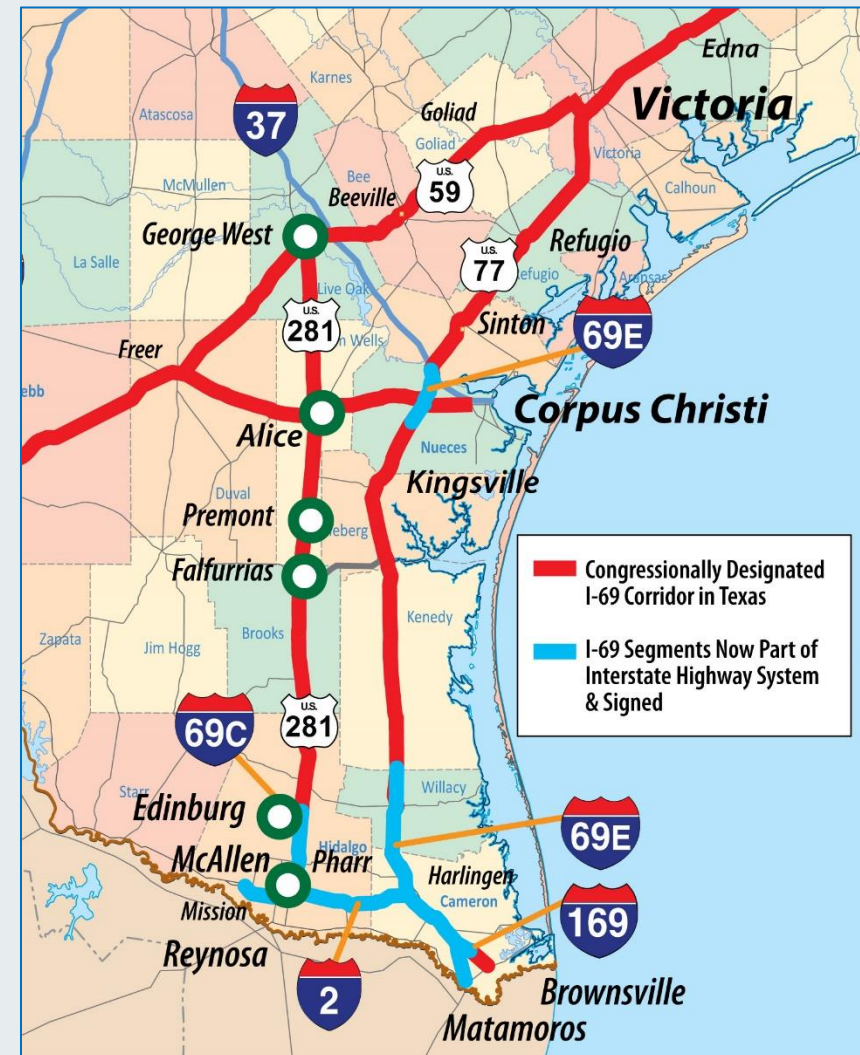 Edna
Karnes
Victoria
Atascosa
37
Goliad
Goliad
Victoria
U.S.
59
McMullen
Bee
Beeville
Calhoun
George West
Refugio
U.S.
77
La Salle
Refugio
Aransas
Live Oak
U.S.
281
Sinton
69E
Wells
Freer
Webb
Corpus Christi
Alice
Nueces
Kingsville
Duval
Premont
Kleberg
Falfurrias
Congressionally Designated
I-69 Corridor in Texas
Kenedy
Zapata
Jim Hogg
Brooks
I-69 Segments Now Part of
Interstate Highway System
& Signed
U.S.
281
69C
Starr
Willacy
Edinburg
69E
Hidalgo
McAllen
Pharr
Harlingen
Cameron
Mission
169
Reynosa
2
Brownsville
Matamoros